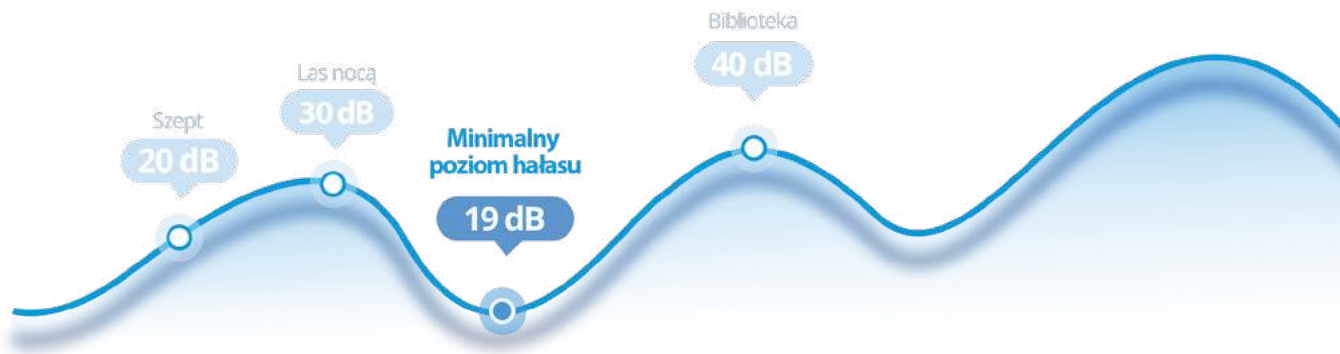 Szept
20 dB
Las nocą
30 dB
Minimalny
poziom hałasu
19 dB
Biblioteka
40 dB